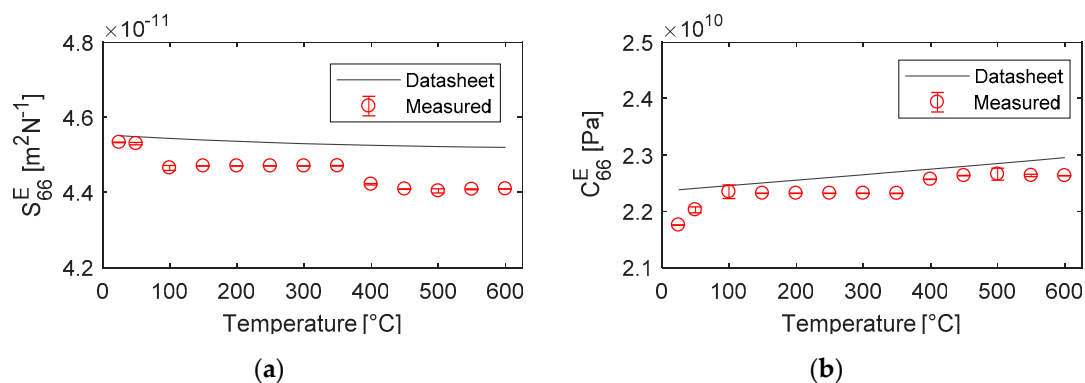 ×10⁻¹¹
4.8
4.6
4.4
4.2
S₆₆ᴱ [m²N⁻¹]
Datasheet
Measured
0 100 200 300 400 500 600
Temperature [°C]
(a)
×10¹⁰
2.5
2.4
2.3
2.2
2.1
C₆₆ᴱ [Pa]
Datasheet
Measured
0 100 200 300 400 500 600
Temperature [°C]
(b)